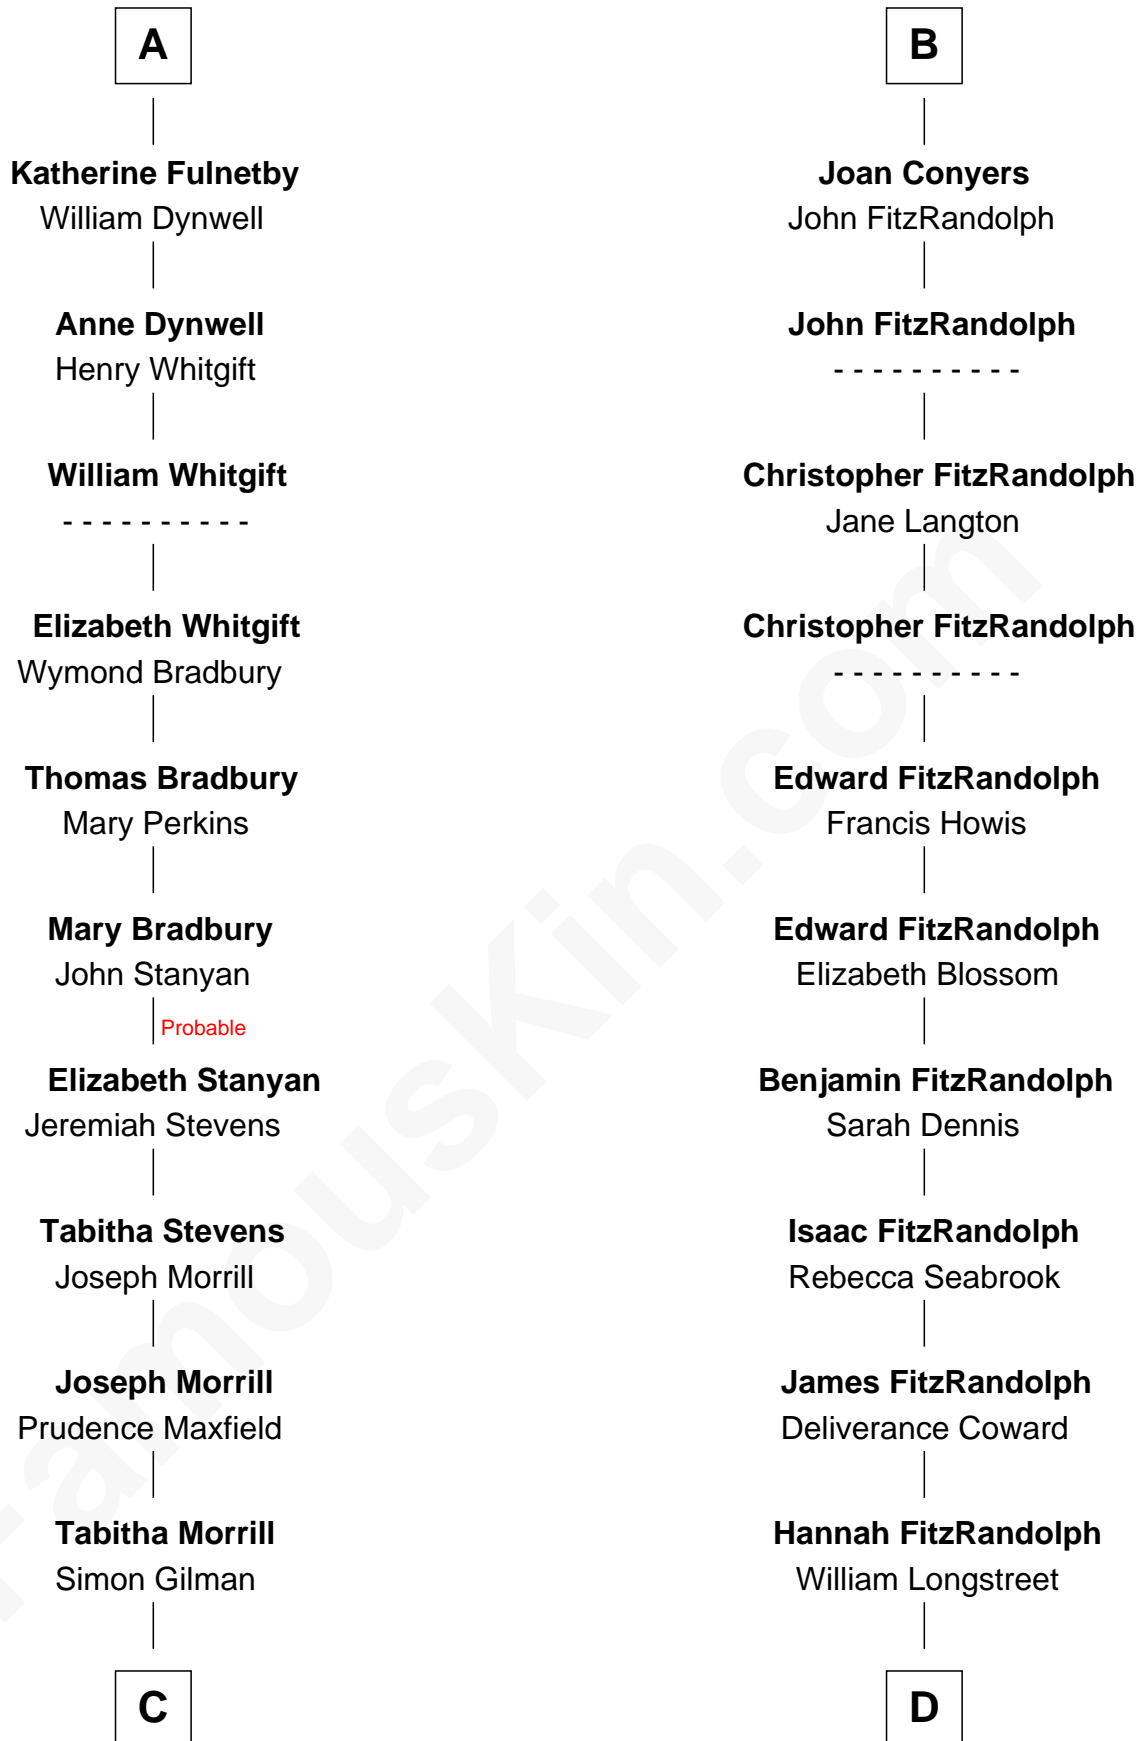 A
Katherine Fulnetby
William Dynwell
Anne Dynwell
Henry Whitgift
William Whitgift
- - - - - - - - - -
Elizabeth Whitgift
Wymond Bradbury
Thomas Bradbury
Mary Perkins
Mary Bradbury
John Stanyan
Probable
Elizabeth Stanyan
Jeremiah Stevens
Tabitha Stevens
Joseph Morrill
Joseph Morrill
Prudence Maxfield
Tabitha Morrill
Simon Gilman
C
B
Joan Conyers
John FitzRandolph
John FitzRandolph
- - - - - - - - - -
Christopher FitzRandolph
Jane Langton
Christopher FitzRandolph
- - - - - - - - - -
Edward FitzRandolph
Francis Howis
Edward FitzRandolph
Elizabeth Blossom
Benjamin FitzRandolph
Sarah Dennis
Isaac FitzRandolph
Rebecca Seabrook
James FitzRandolph
Deliverance Coward
Hannah FitzRandolph
William Longstreet
D
FamousKin.com